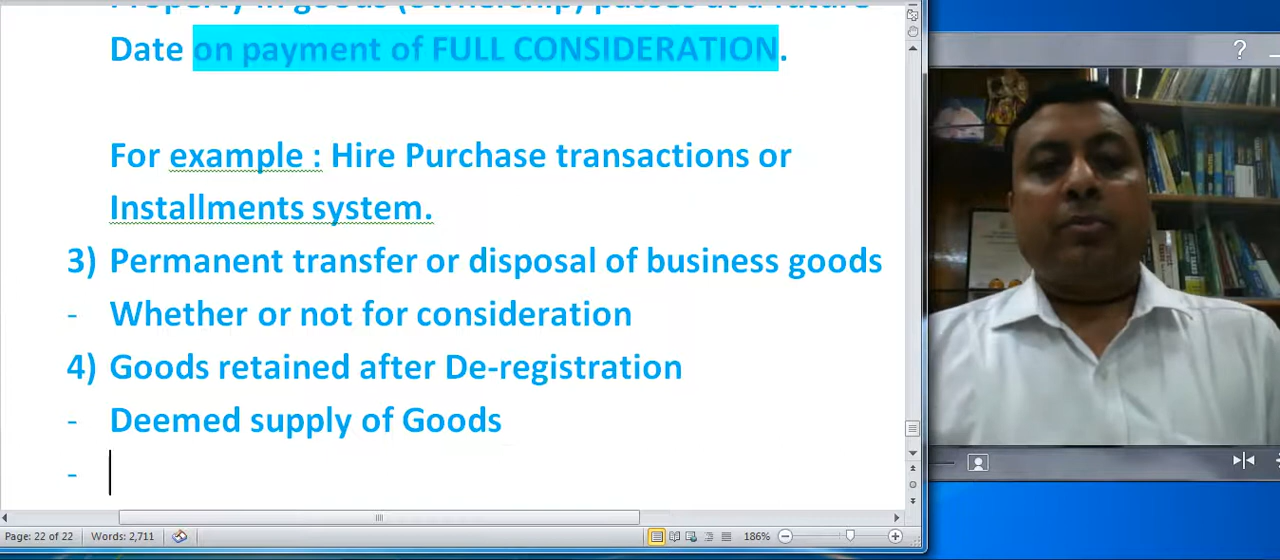 Date on payment of FULL CONSIDERATION.
For example : Hire Purchase transactions or
Installments system.
3) Permanent transfer or disposal of business goods
- Whether or not for consideration
4) Goods retained after De-registration
- Deemed supply of Goods
-
Page: 22 of 22 Words: 2,711 186%